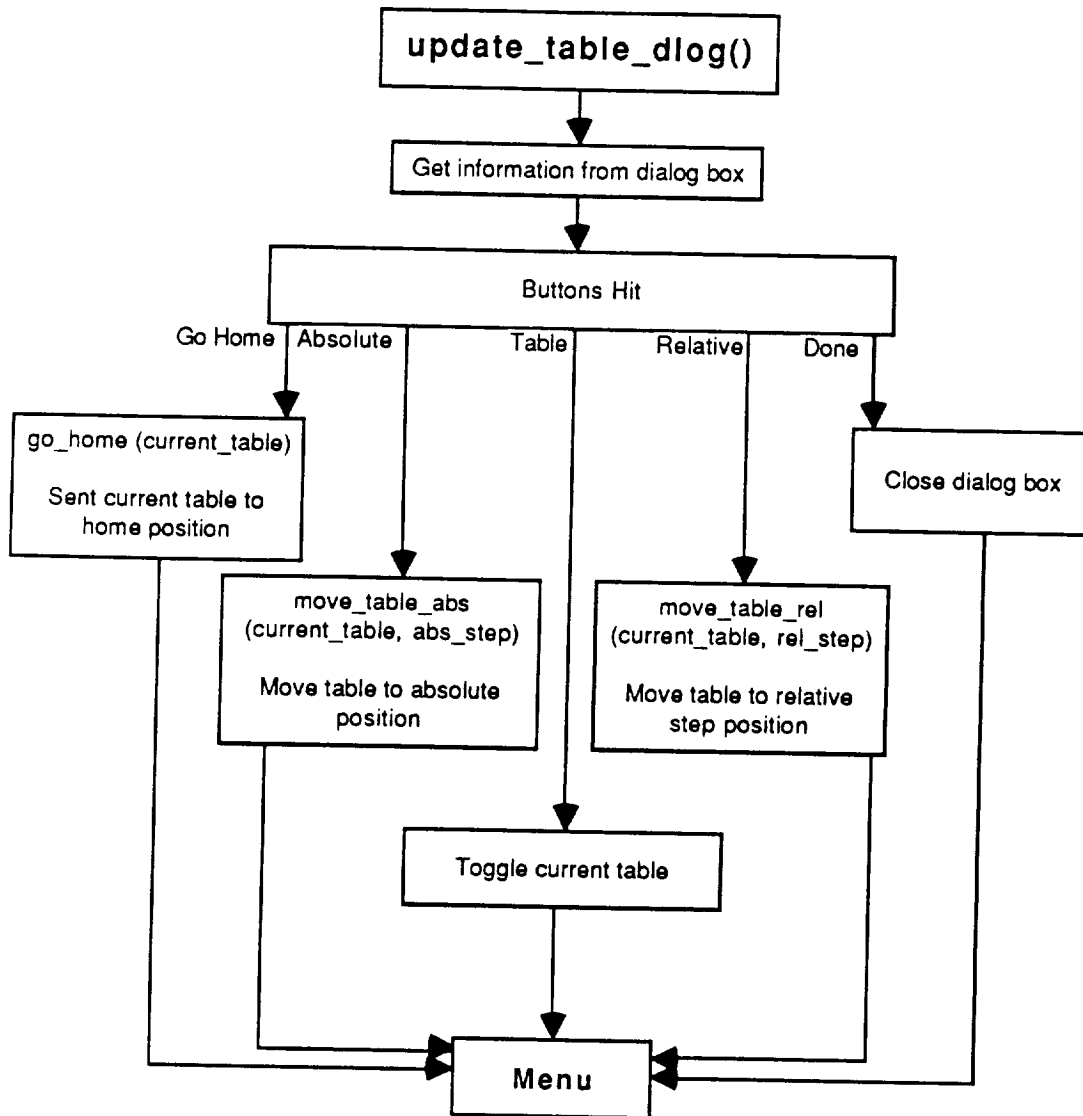 update_table_dlog()
Get information from dialog box
Buttons Hit
Go Home
Absolute
Table
Relative
Done
go_home (current_table)
Sent current table to
home position
Close dialog box
move_table_abs
(current_table, abs_step)
Move table to absolute
position
move_table_rel
(current_table, rel_step)
Move table to relative
step position
Toggle current table
Menu